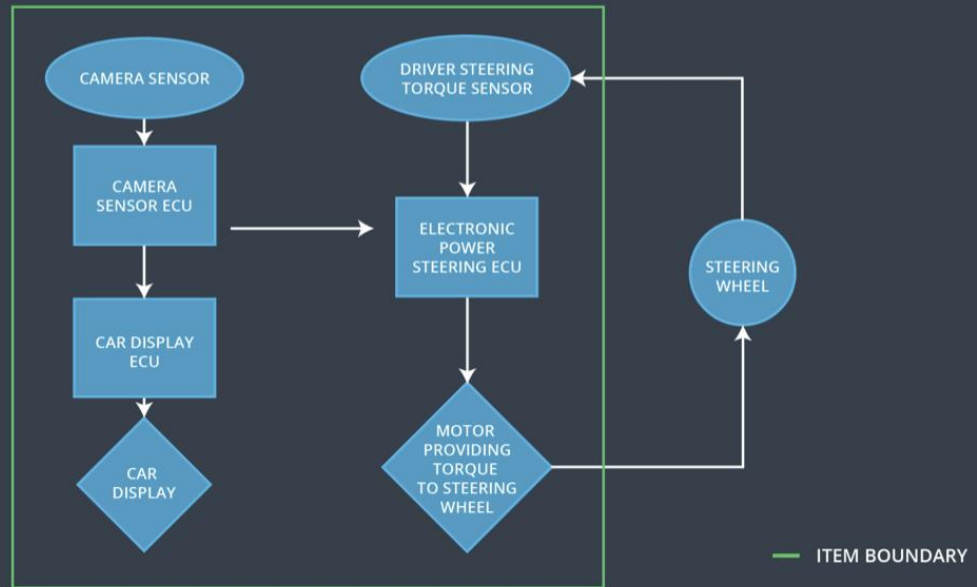 CAMERA SENSOR
DRIVER STEERING
TORQUE SENSOR
CAMERA
SENSOR ECU
ELECTRONIC
POWER
STEERING ECU
STEERING
WHEEL
CAR DISPLAY
ECU
MOTOR
PROVIDING
TORQUE
TO STEERING
WHEEL
CAR
DISPLAY
ITEM BOUNDARY